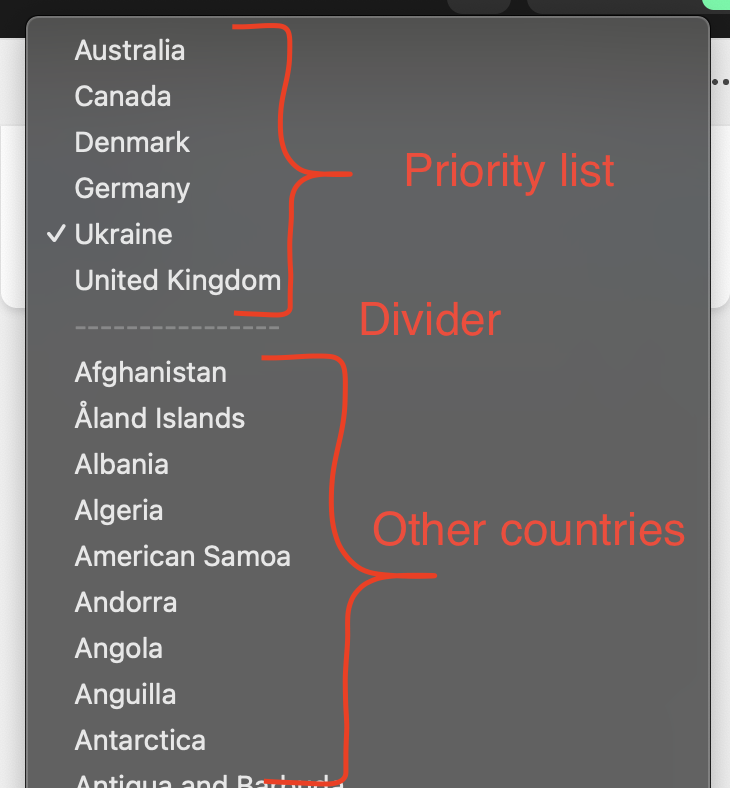 Australia
Canada
Denmark
Priority list
Germany
✓ Ukraine
United Kingdom
Divider
----------------
Afghanistan
Åland Islands
Albania
Algeria
Other countries
American Samoa
Andorra
Angola
Anguilla
Antarctica
Antigua and Barbuda